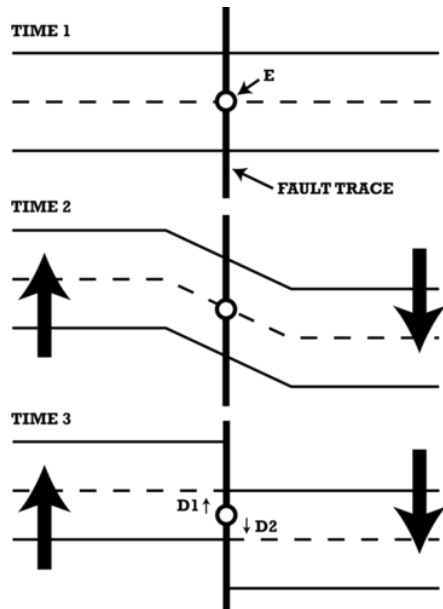 TIME 1
E
FAULT TRACE
TIME 2
TIME 3
D1 ↑
↓ D2